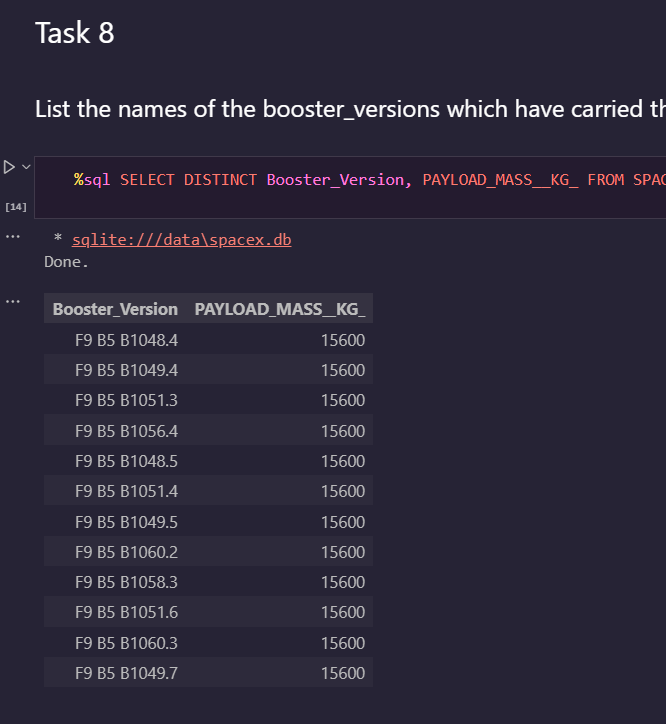 Task 8
List the names of the booster_versions which have carried th
%sql SELECT DISTINCT Booster_Version, PAYLOAD_MASS__KG_ FROM SPAC
[14]
* sqlite:///data\spacex.db
Done.
Booster_Version PAYLOAD_MASS__KG_
F9 B5 B1048.4 15600
F9 B5 B1049.4 15600
F9 B5 B1051.3 15600
F9 B5 B1056.4 15600
F9 B5 B1048.5 15600
F9 B5 B1051.4 15600
F9 B5 B1049.5 15600
F9 B5 B1060.2 15600
F9 B5 B1058.3 15600
F9 B5 B1051.6 15600
F9 B5 B1060.3 15600
F9 B5 B1049.7 15600